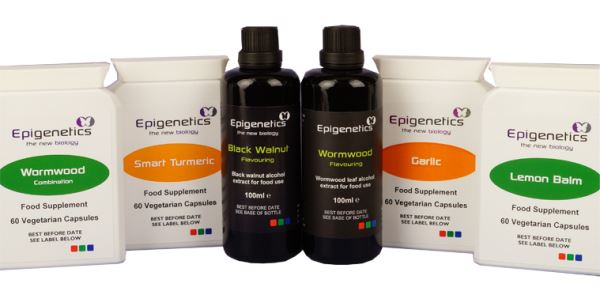 Epigenetics
the new biology
Wormwood
Combination
Food Supplement
60 Vegetarian Capsules
BEST BEFORE DATE
SEE LABEL BELOW
Epigenetics
the new biology
Smart Turmeric
Food Supplement
60 Vegetarian Capsules
BEST BEFORE DATE
SEE LABEL BELOW
Epigenetics
the new biology
Black Walnut
Flavouring
Black walnut alcohol
extract for food use
100ml e
BEST BEFORE DATE
SEE BASE OF BOTTLE
Epigenetics
the new biology
Wormwood
Flavouring
Wormwood leaf alcohol
extract for food use
100ml e
BEST BEFORE DATE
SEE BASE OF BOTTLE
Epigenetics
the new biology
Garlic
Food Supplement
60 Vegetarian Capsules
BEST BEFORE DATE
SEE LABEL BELOW
Epigenetics
the new biology
Lemon Balm
Food Supplement
60 Vegetarian Capsules
BEST BEFORE DATE
SEE LABEL BELOW